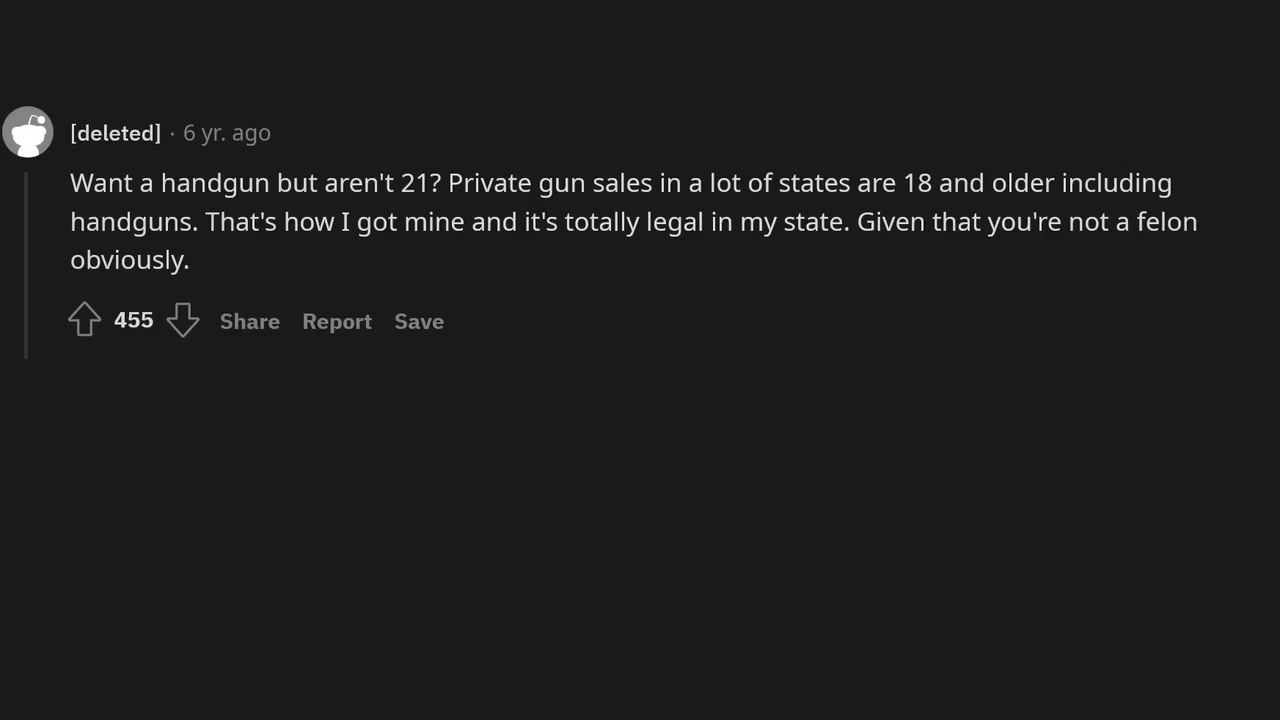 [deleted] · 6 yr. ago
Want a handgun but aren't 21? Private gun sales in a lot of states are 18 and older including
handguns. That's how I got mine and it's totally legal in my state. Given that you're not a felon
obviously.
455 Share Report Save